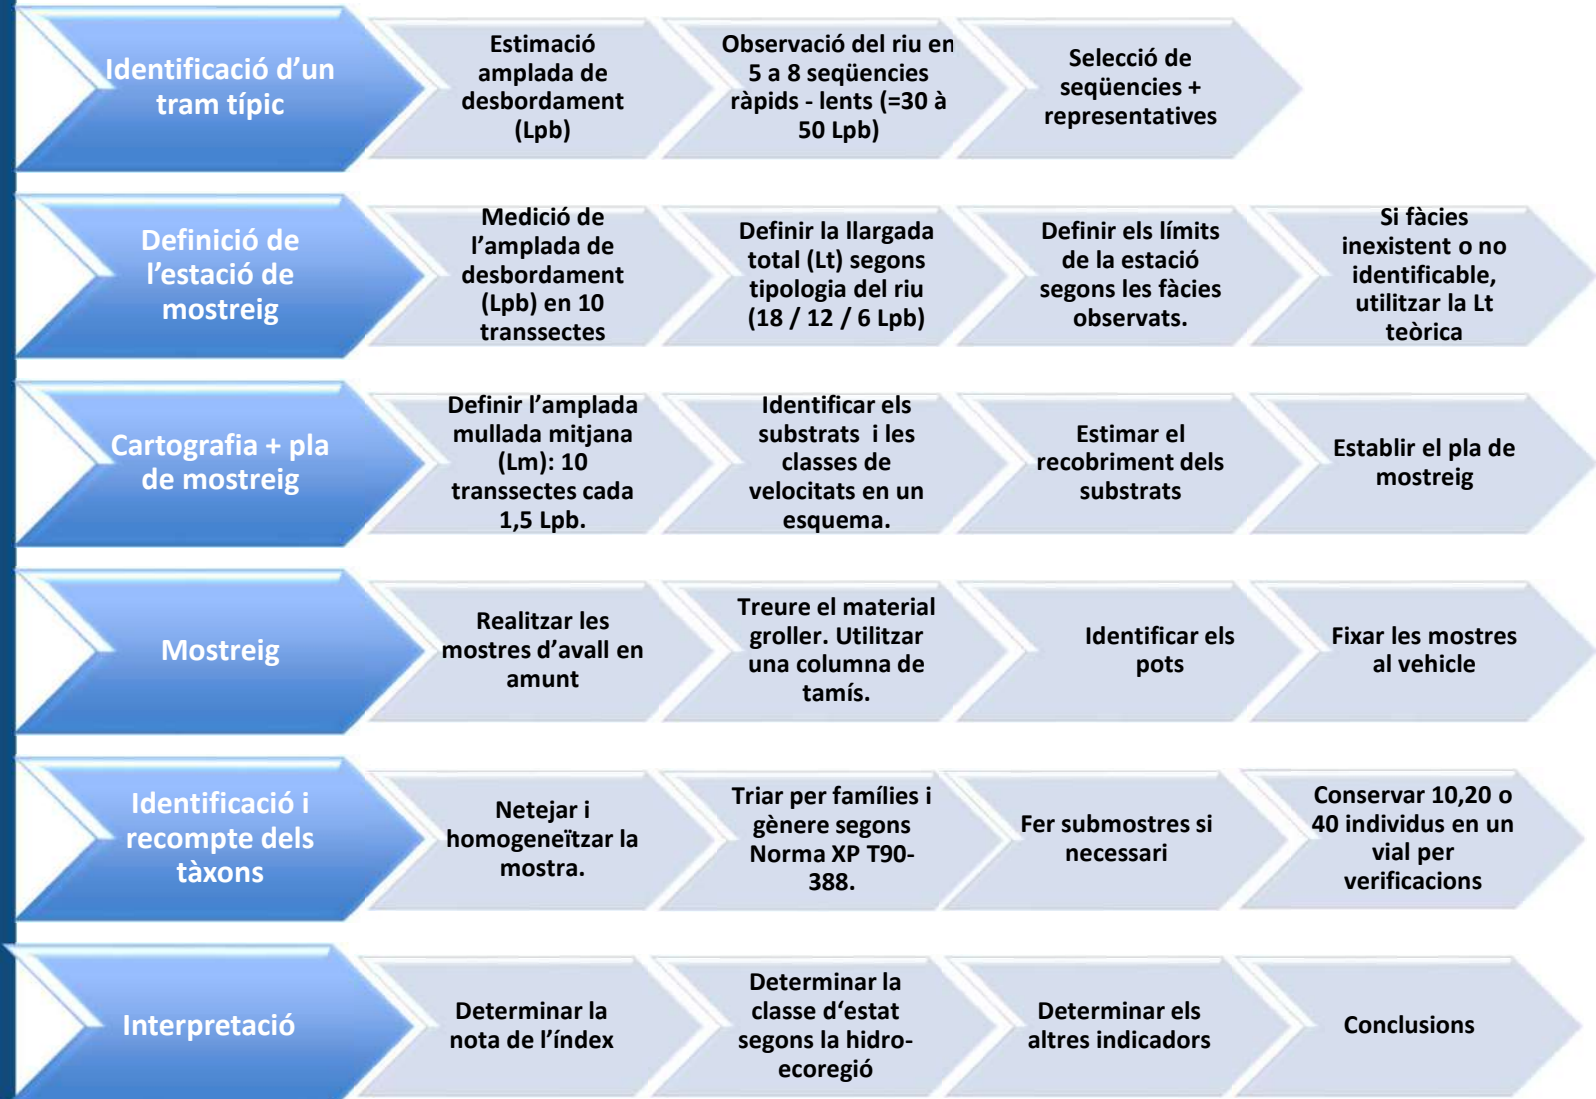 Identificació d’un
tram típic
Estimació
amplada de
desbordament
(Lpb)
Observació del riu en
5 a 8 seqüencies
ràpids - lents (=30 à
50 Lpb)
Selecció de
seqüencies +
representatives
Definició de
l’estació de
mostreig
Medició de
l’amplada de
desbordament
(Lpb) en 10
transsectes
Definir la llargada
total (Lt) segons
tipologia del riu
(18 / 12 / 6 Lpb)
Definir els límits
de la estació
segons les fàcies
observats.
Si fàcies
inexistent o no
identificable,
utilitzar la Lt
teòrica
Cartografia + pla
de mostreig
Definir l’amplada
mullada mitjana
(Lm): 10
transsectes cada
1,5 Lpb.
Identificar els
substrats i les
classes de
velocitats en un
esquema.
Estimar el
recobriment dels
substrats
Establir el pla de
mostreig
Mostreig
Realitzar les
mostres d’avall en
amunt
Treure el material
groller. Utilitzar
una columna de
tamís.
Identificar els
pots
Fixar les mostres
al vehicle
Identificació i
recompte dels
tàxons
Netejar i
homogeneïtzar la
mostra.
Triar per famílies i
gènere segons
Norma XP T90-
388.
Fer submostres si
necessari
Conservar 10,20 o
40 individus en un
vial per
verificacions
Interpretació
Determinar la
nota de l’índex
Determinar la
classe d‘estat
segons la hidro-
ecoregió
Determinar els
altres indicadors
Conclusions